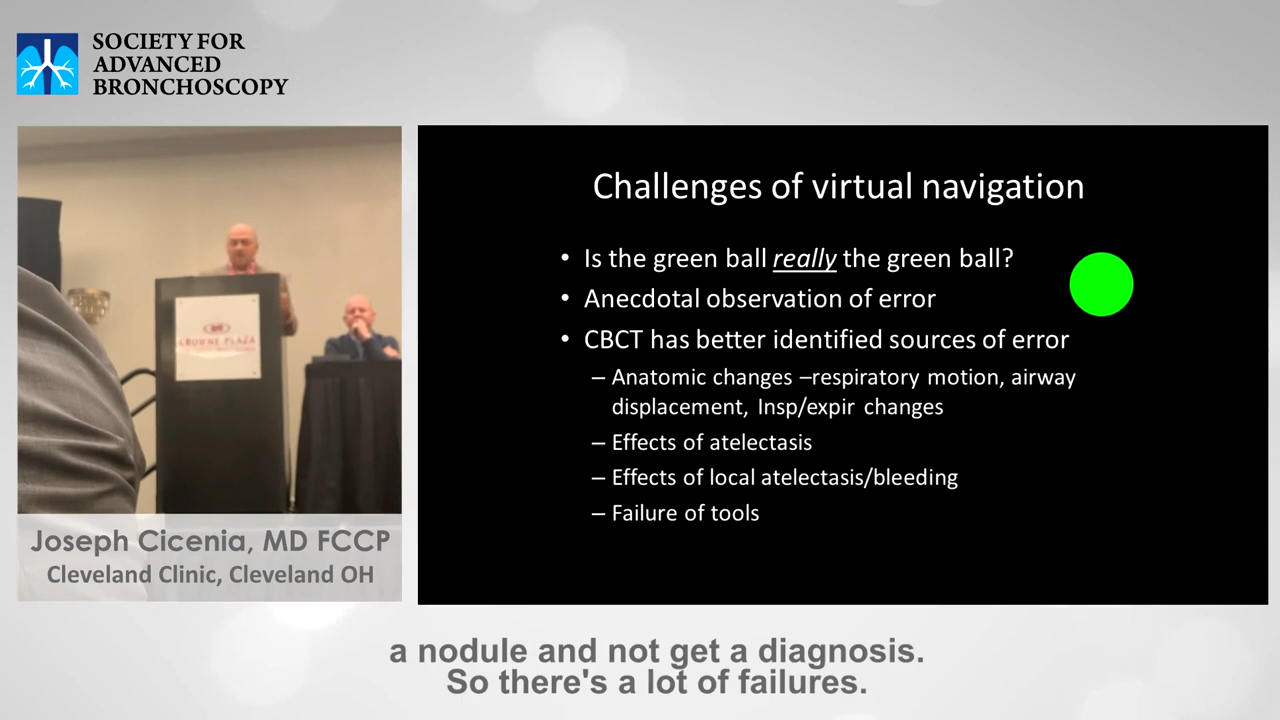 SOCIETY FOR
ADVANCED
BRONCHOSCOPY
CROWNE PLAZA
Joseph Cicenia, MD FCCP
Cleveland Clinic, Cleveland OH
Challenges of virtual navigation
• Is the green ball really the green ball?
• Anecdotal observation of error
• CBCT has better identified sources of error
– Anatomic changes –respiratory motion, airway
displacement, Insp/expir changes
– Effects of atelectasis
– Effects of local atelectasis/bleeding
– Failure of tools
a nodule and not get a diagnosis.
So there's a lot of failures.